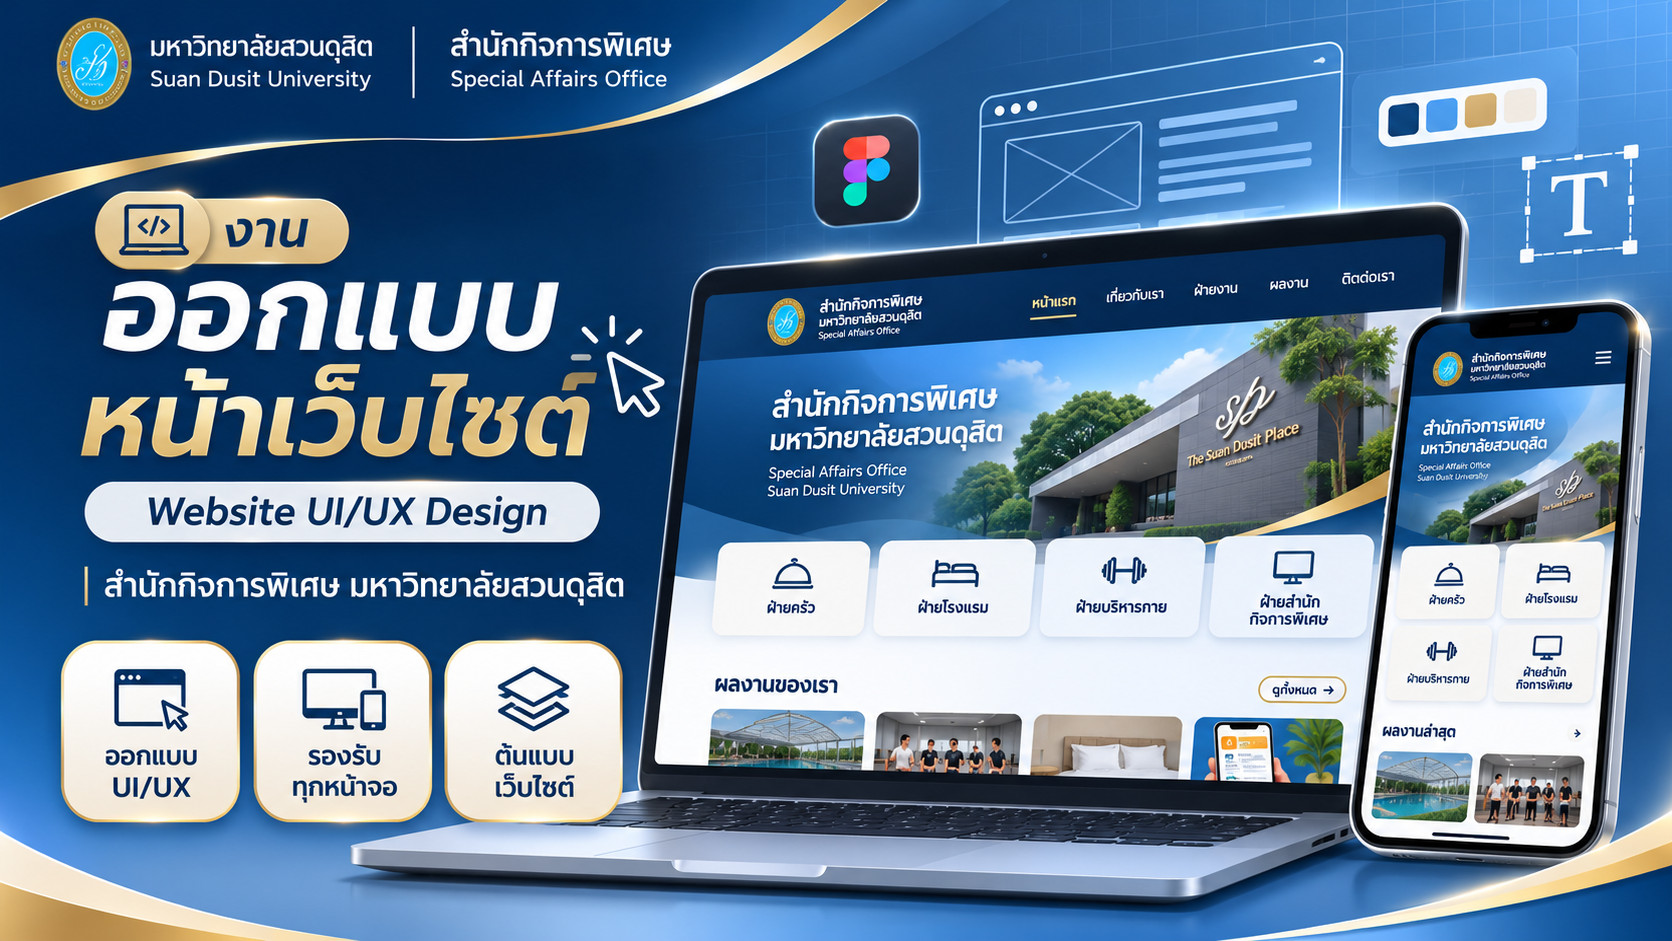 มหาวิทยาลัยสวนดุสิต
Suan Dusit University
สำนักกิจการพิเศษ
Special Affairs Office
งาน
ออกแบบ
หน้าเว็บไซต์
Website UI/UX Design
สำนักกิจการพิเศษ มหาวิทยาลัยสวนดุสิต
ออกแบบ
UI/UX
รองรับ
ทุกหน้าจอ
ต้นแบบ
เว็บไซต์
T
สำนักกิจการพิเศษ
มหาวิทยาลัยสวนดุสิต
Special Affairs Office
หน้าแรก
เกี่ยวกับเรา
ฝ่ายงาน
ผลงาน
ติดต่อเรา
สำนักกิจการพิเศษ
มหาวิทยาลัยสวนดุสิต
Special Affairs Office
Suan Dusit University
The Suan Dusit Place
ฝ่ายครัว
ฝ่ายโรงแรม
ฝ่ายบริหารกาย
ฝ่ายสำนัก
กิจการพิเศษ
ผลงานของเรา
ดูทั้งหมด →
สำนักกิจการพิเศษ
มหาวิทยาลัยสวนดุสิต
Special Affairs Office
สำนักกิจการพิเศษ
มหาวิทยาลัยสวนดุสิต
Special Affairs Office
Suan Dusit University
The Suan Dusit Place
ฝ่ายครัว
ฝ่ายโรงแรม
ฝ่ายบริหารกาย
ฝ่ายสำนัก
กิจการพิเศษ
ผลงานล่าสุด